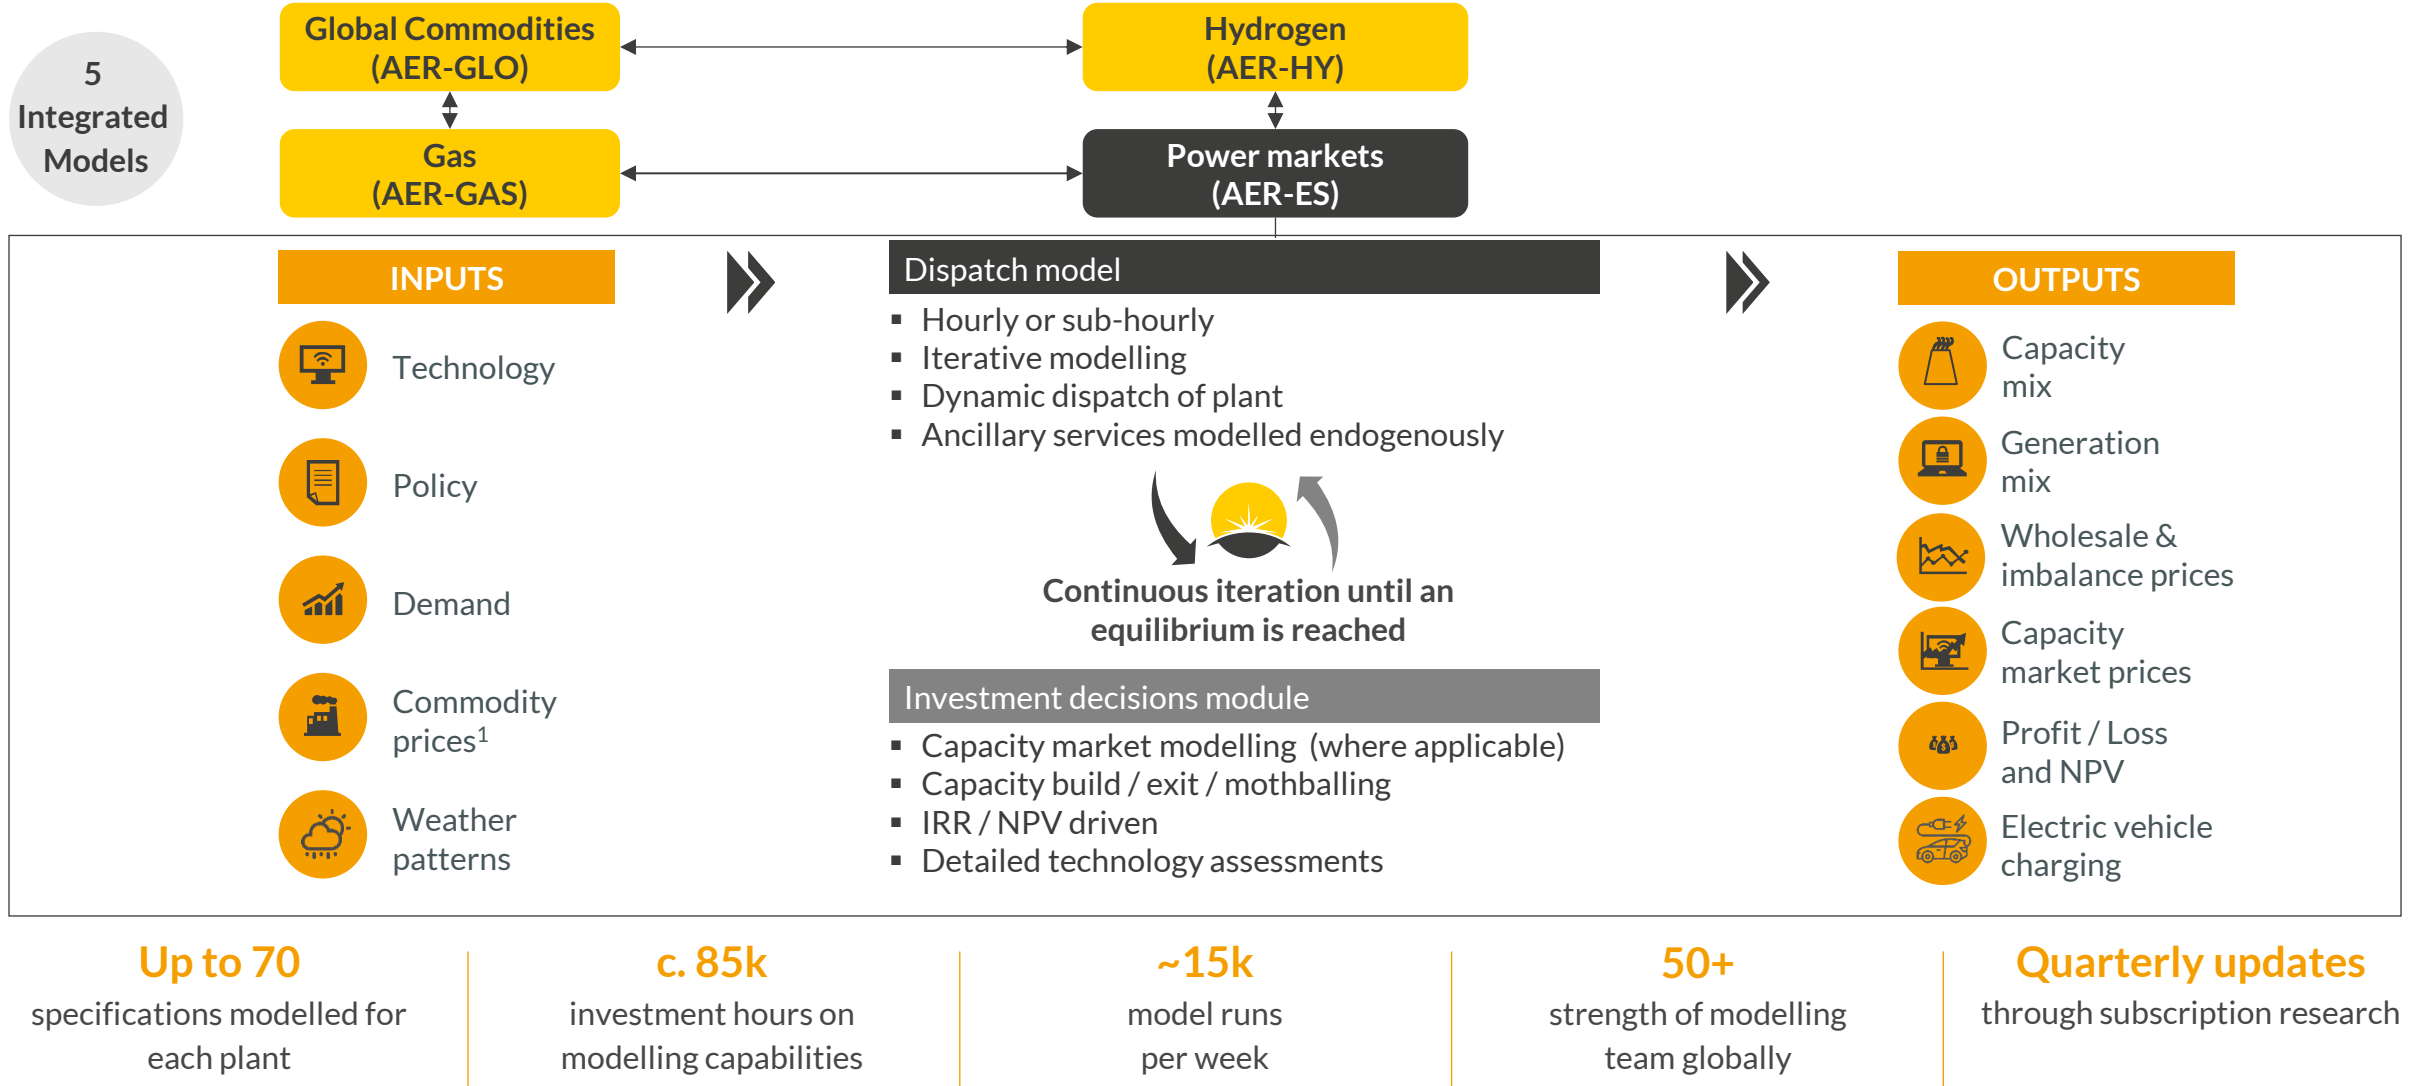 5
Integrated
Models
Global Commodities
(AER-GLO)
Hydrogen
(AER-HY)
Gas
(AER-GAS)
Power markets
(AER-ES)
INPUTS
Technology
Policy
Demand
Commodity
prices¹
Weather
patterns
Dispatch model
▪ Hourly or sub-hourly
▪ Iterative modelling
▪ Dynamic dispatch of plant
▪ Ancillary services modelled endogenously
Continuous iteration until an
equilibrium is reached
Investment decisions module
▪ Capacity market modelling (where applicable)
▪ Capacity build / exit / mothballing
▪ IRR / NPV driven
▪ Detailed technology assessments
OUTPUTS
Capacity
mix
Generation
mix
Wholesale &
imbalance prices
Capacity
market prices
Profit / Loss
and NPV
Electric vehicle
charging
Up to 70
specifications modelled for
each plant
c. 85k
investment hours on
modelling capabilities
~15k
model runs
per week
50+
strength of modelling
team globally
Quarterly updates
through subscription research